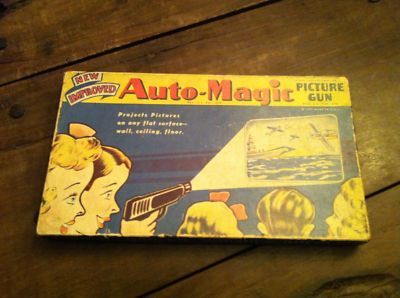 NEW
IMPROVED
Auto-Magic
PICTURE
GUN
Projects Pictures
on any flat surface—
wall, ceiling, floor.